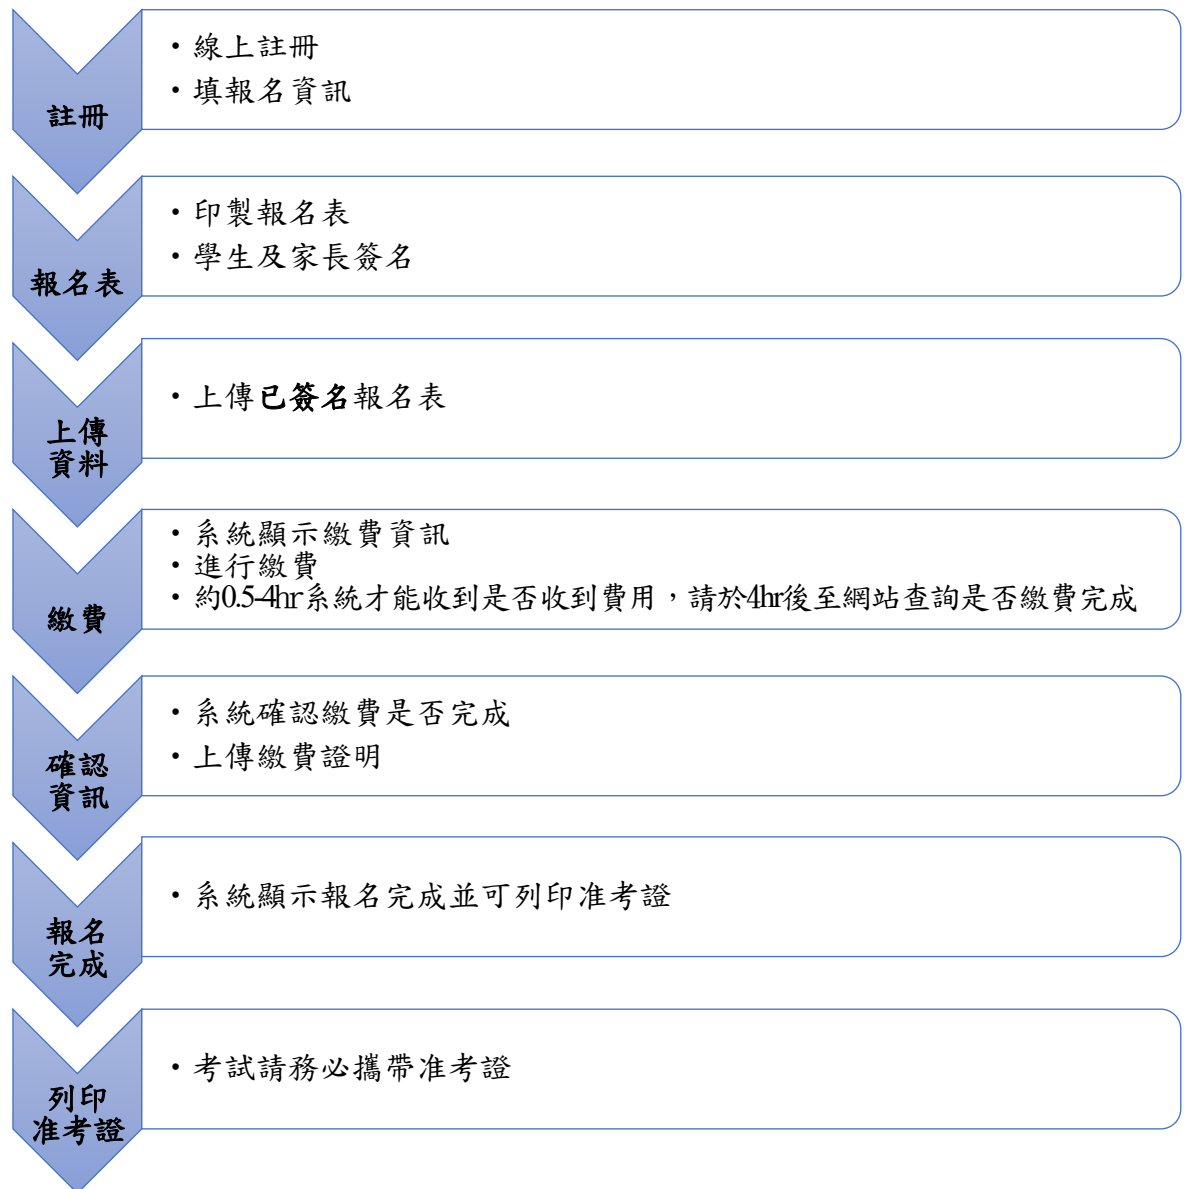 註冊
・線上註冊
・填報名資訊
報名表
・印製報名表
・學生及家長簽名
上傳
資料
・上傳已簽名報名表
繳費
・系統顯示繳費資訊
・進行繳費
・約0.5-4hr系統才能收到是否收到費用，請於4hr後至網站查詢是否繳費完成
確認
資訊
・系統確認繳費是否完成
・上傳繳費證明
報名
完成
・系統顯示報名完成並可列印准考證
列印
准考證
・考試請務必攜帶准考證